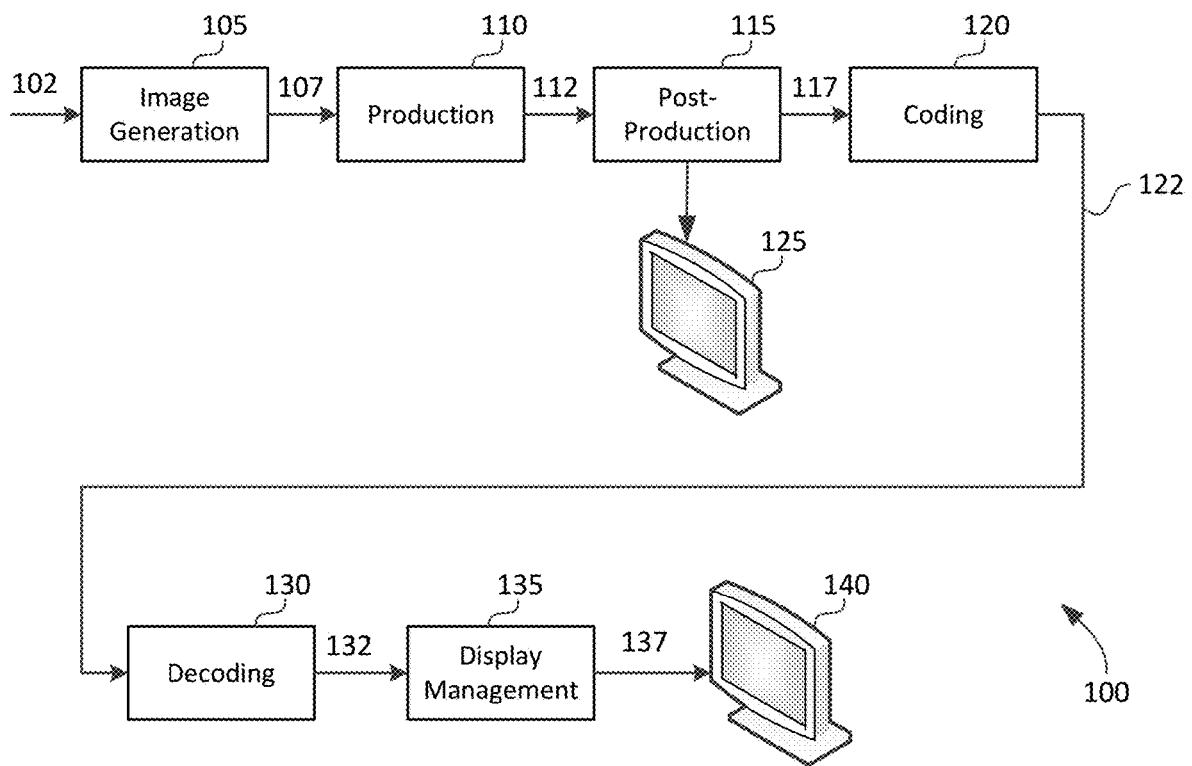 105
110
115
120
102
Image
Generation
107
Production
112
Post-
Production
117
Coding
122
125
130
135
140
Decoding
132
Display
Management
137
100